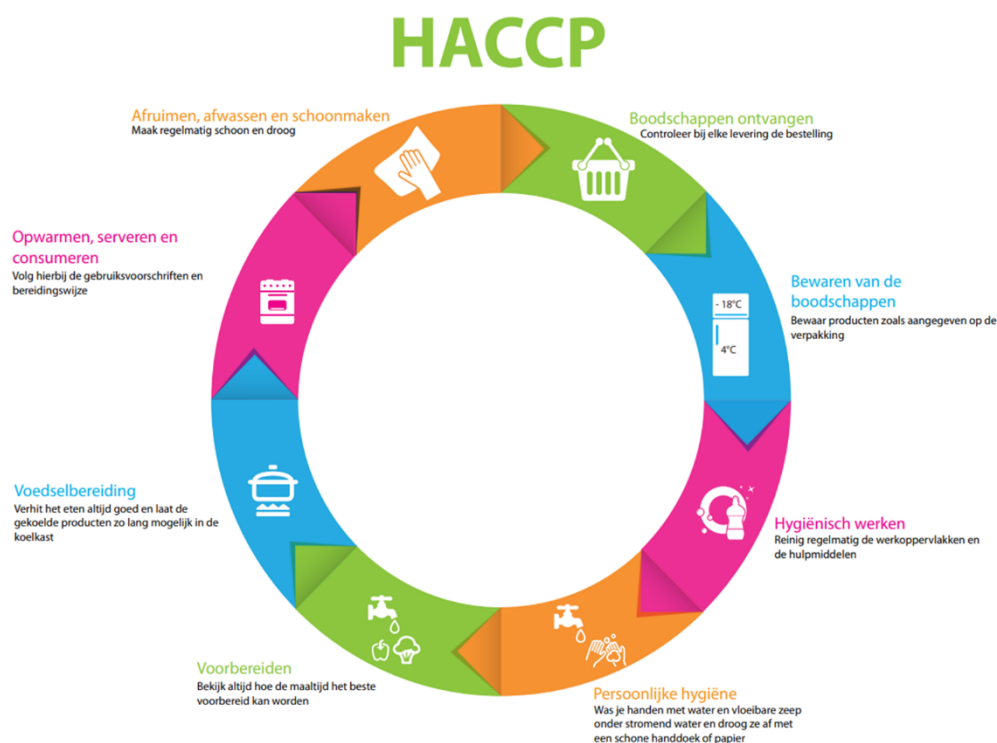 HACCP
Afruimen, afwassen en schoonmaken
Maak regelmatig schoon en droog
Boodschappen ontvangen
Controleer bij elke levering de bestelling
Opwarmen, serveren en
consumeren
Volg hierbij de gebruiksvoorschriften en
bereidingswijze
Bewaren van de
boodschappen
Bewaar producten zoals aangegeven op de
verpakking
- 18°C
4°C
Voedselbereiding
Verhit het eten altijd goed en laat de
gekoelde producten zo lang mogelijk in de
koelkast
Hygiënisch werken
Reinig regelmatig de werkoppervlakken en
de hulpmiddelen
Voorbereiden
Bekijk altijd hoe de maaltijd het beste
voorbereid kan worden
Persoonlijke hygiëne
Was je handen met water en vloeibare zeep
onder stromend water en droog ze af met
een schone handdoek of papier